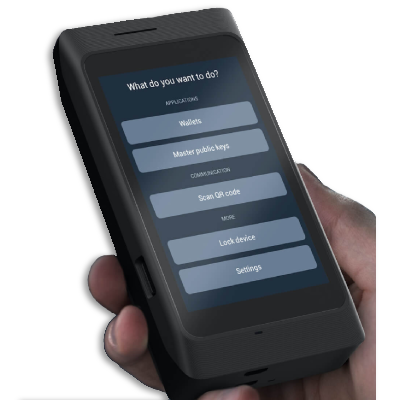 What do you want to do?
APPLICATIONS
Wallets
Master public keys
COMMUNICATION
Scan QR code
MORE
Lock device
Settings